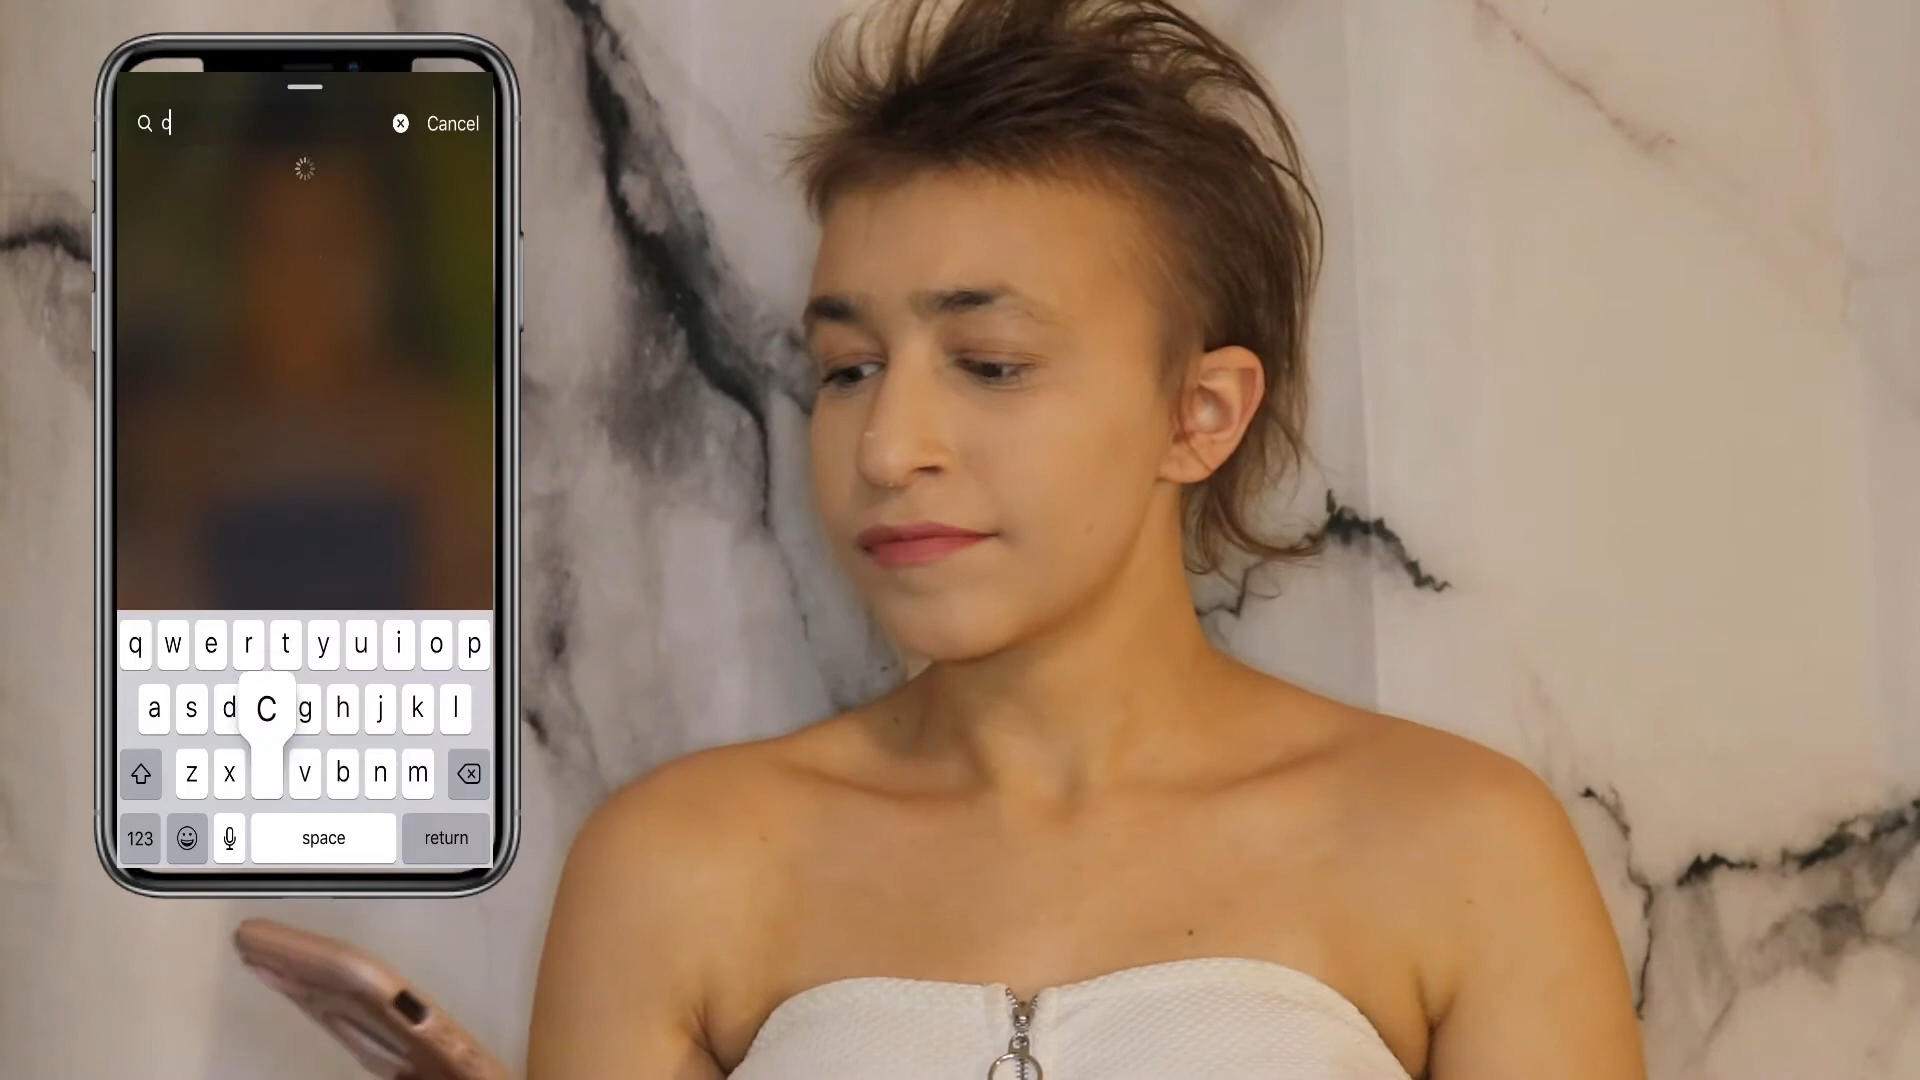 c Cancel
q w e r t y u i o p
a s d C g h j k l
z x v b n m
123 space return